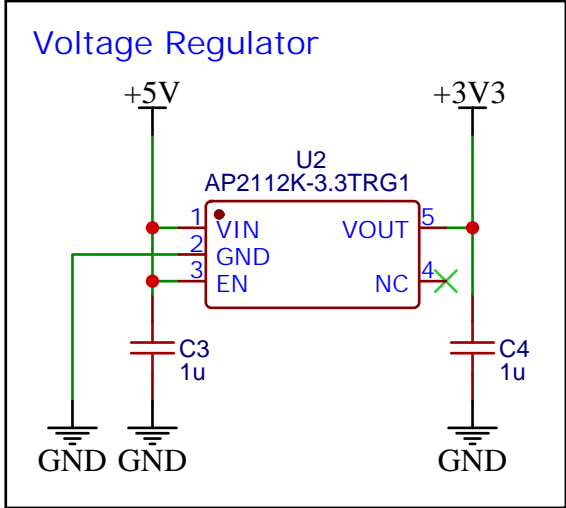 Voltage Regulator
+5V
+3V3
U2
AP2112K-3.3TRG1
1
VIN
VOUT
5
2
GND
3
EN
NC
4
C3
1u
C4
1u
GND
GND
GND